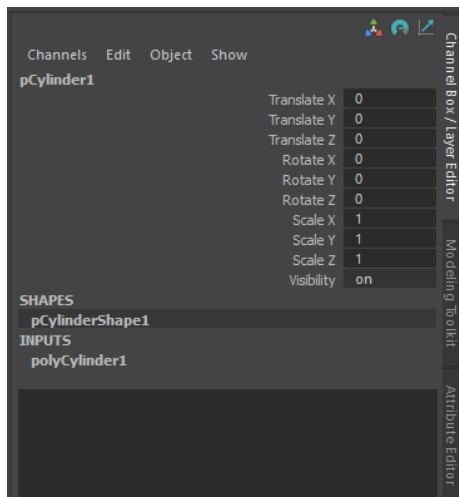 Channels Edit Object Show
pCylinder1
Translate X 0
Translate Y 0
Translate Z 0
Rotate X 0
Rotate Y 0
Rotate Z 0
Scale X 1
Scale Y 1
Scale Z 1
Visibility on
SHAPES
pCylinderShape1
INPUTS
polyCylinder1
Channel Box / Layer Editor
Modeling Toolkit
Attribute Editor